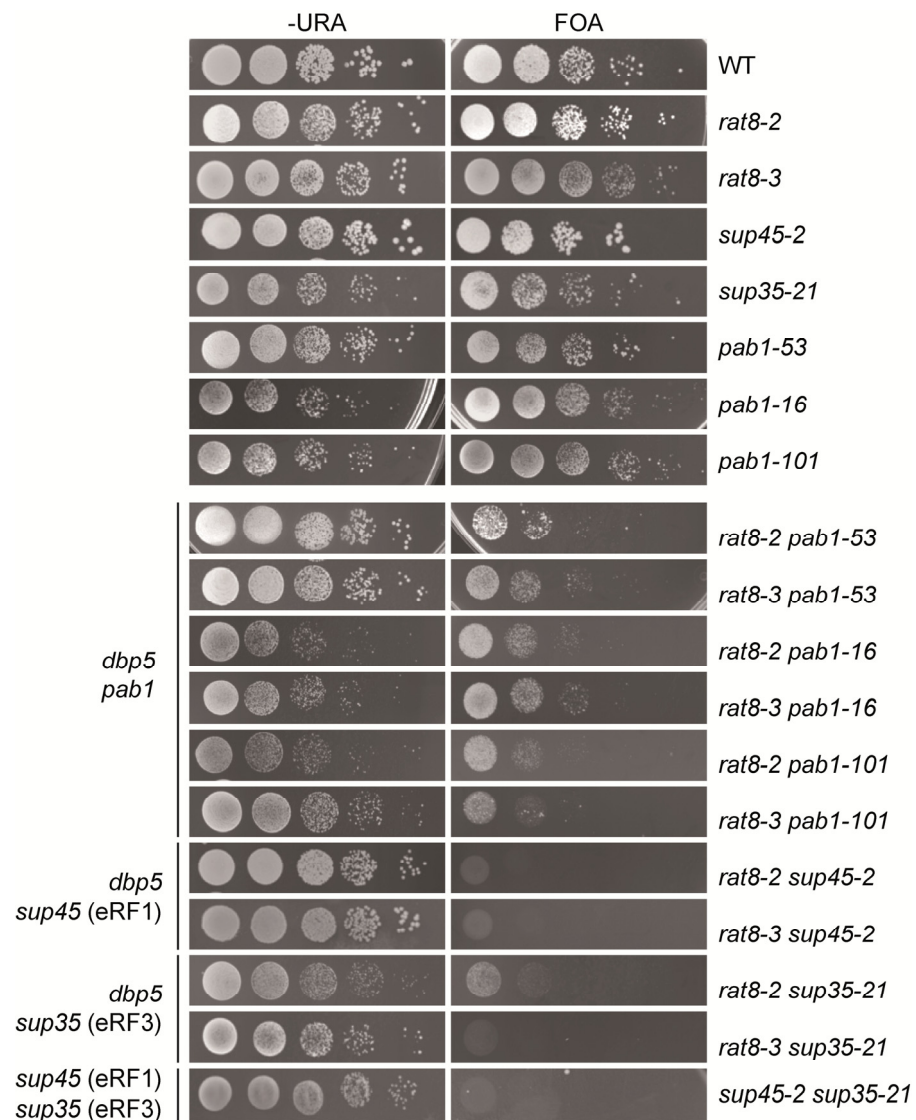 -URA FOA
WT
rat8-2
rat8-3
sup45-2
sup35-21
pab1-53
pab1-16
pab1-101
rat8-2 pab1-53
rat8-3 pab1-53
dbp5
pab1
rat8-2 pab1-16
rat8-3 pab1-16
rat8-2 pab1-101
rat8-3 pab1-101
dbp5
sup45 (eRF1)
rat8-2 sup45-2
rat8-3 sup45-2
dbp5
sup35 (eRF3)
rat8-2 sup35-21
rat8-3 sup35-21
sup45 (eRF1)
sup35 (eRF3)
sup45-2 sup35-21